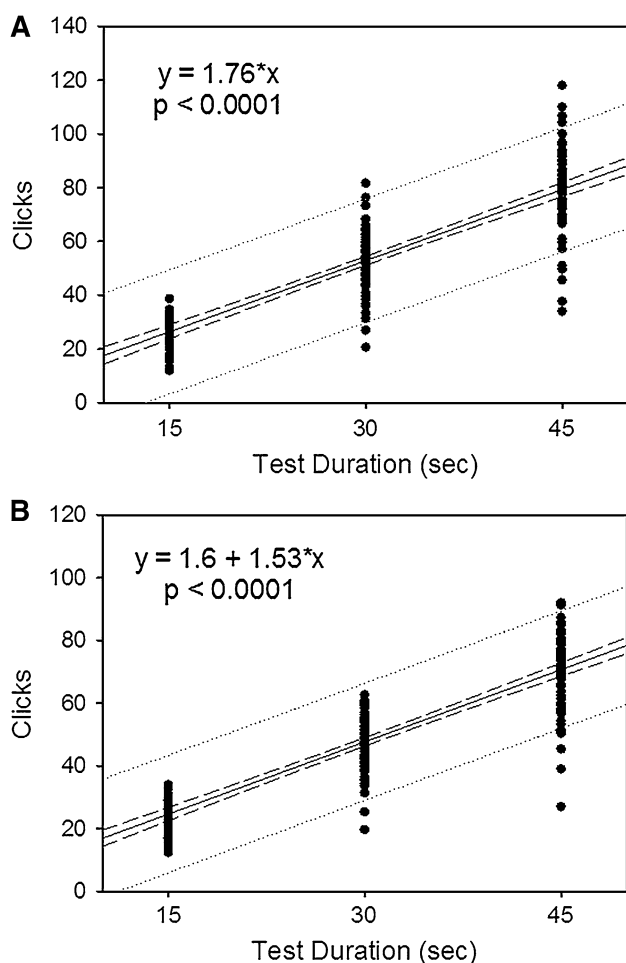 A
140
120
100
80
60
40
20
0
Clicks
y = 1.76*x
p < 0.0001
15 30 45
Test Duration (sec)
B
120
100
80
60
40
20
0
Clicks
y = 1.6 + 1.53*x
p < 0.0001
15 30 45
Test Duration (sec)